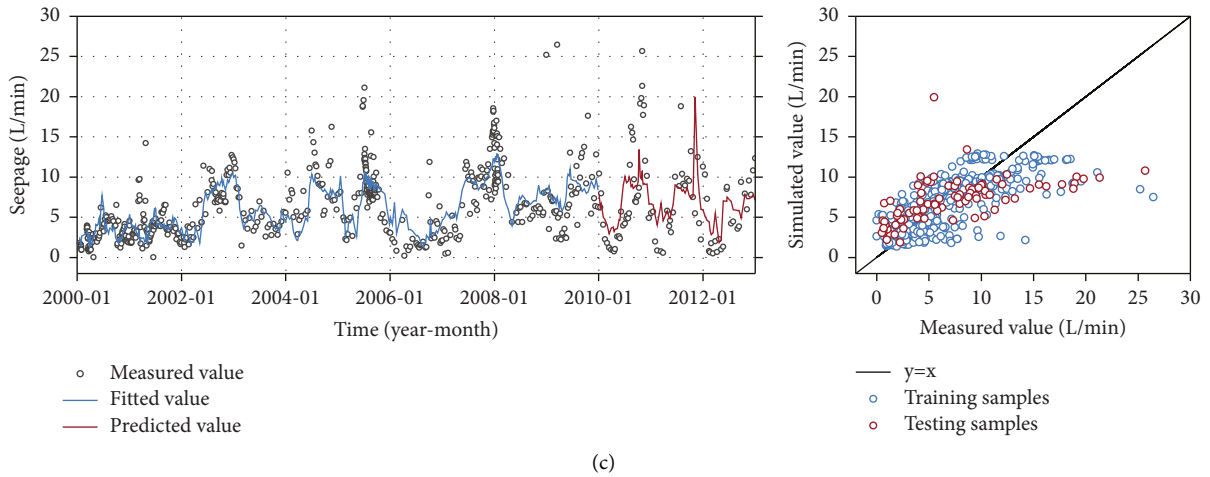 30
25
20
15
10
5
0
Seepage (L/min)
2000-01 2002-01 2004-01 2006-01 2008-01 2010-01 2012-01
Time (year-month)
Measured value
Fitted value
Predicted value
30
25
20
15
10
5
0
Simulated value (L/min)
0 5 10 15 20 25 30
Measured value (L/min)
y=x
Training samples
Testing samples
(c)